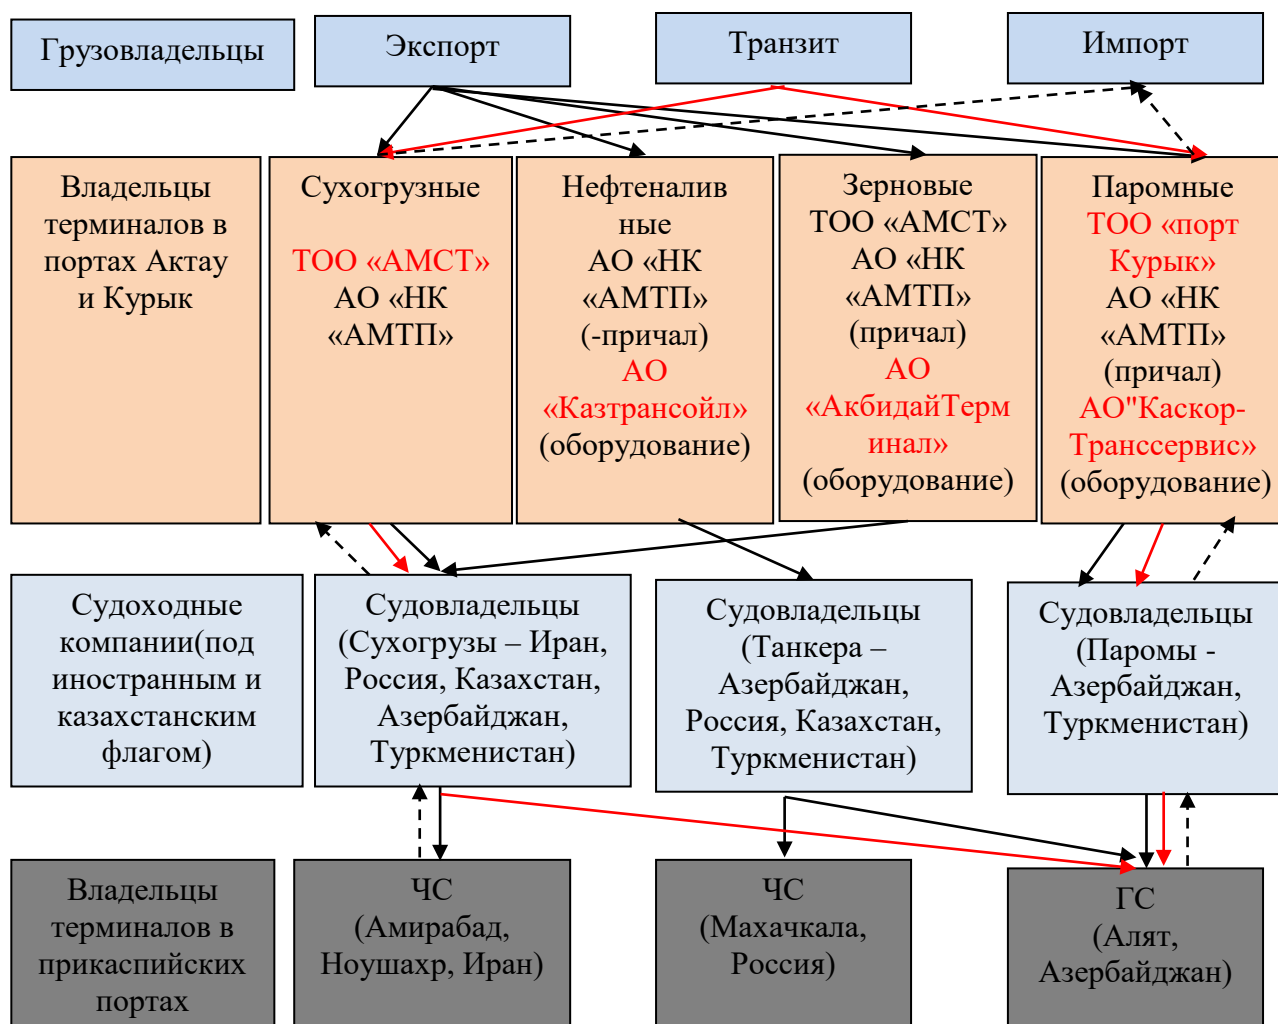 Грузовладельцы
Экспорт
Транзит
Импорт
Владельцы
терминалов в
портах Актау
и Курык
Сухогрузные
ТОО «АМСТ»
АО «НК
«АМТП»
Нефтеналив
ные
АО «НК
«АМТП»
(-причал)
АО
«Казтрансойл»
(оборудование)
Зерновые
ТОО «АМСТ»
АО «НК
«АМТП»
(причал)
АО
«АкбидайТерм
инал»
(оборудование)
Паромные
ТОО «порт
Курык»
АО «НК
«АМТП»
(причал)
АО"Каскор-
Транссервис»
(оборудование)
Судоходные
компании(под
иностранным и
казахстанским
флагом)
Судовладельцы
(Сухогрузы – Иран,
Россия, Казахстан,
Азербайджан,
Туркменистан)
Судовладельцы
(Танкера –
Азербайджан,
Россия, Казахстан,
Туркменистан)
Судовладельцы
(Паромы -
Азербайджан,
Туркменистан)
Владельцы
терминалов в
прикаспийских
портах
ЧС
(Амирабад,
Ноушахр, Иран)
ЧС
(Махачкала,
Россия)
ГС
(Алят,
Азербайджан)